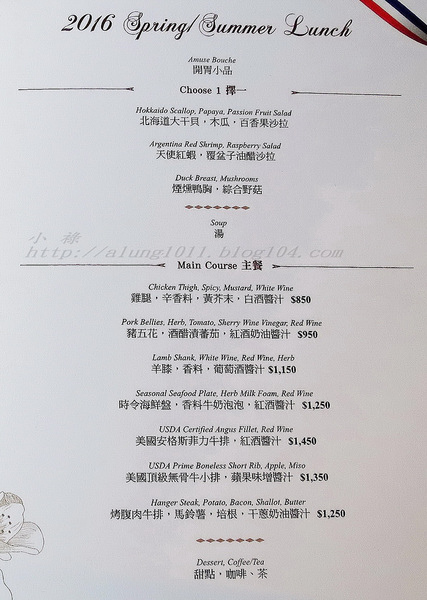 2016 Spring/Summer Lunch
Amuse Bouche
開胃小品
Choose 1 擇一
Hokkaido Scallop, Papaya, Passion Fruit Salad
北海道大干貝，木瓜，百香果沙拉
Argentina Red Shrimp, Raspberry Salad
天使紅蝦，覆盆子油醋沙拉
Duck Breast, Mushrooms
煙燻鴨胸，綜合野菇
Soup
湯
小 祿
http://alung1011.blog104.com
Main Course 主餐
Chicken Thigh, Spicy, Mustard, White Wine
雞腿，辛香料，黃芥末，白酒醬汁 $850
Pork Bellies, Herb, Tomato, Sherry Wine Vinegar, Red Wine
豬五花，酒醋漬蕃茄，紅酒奶油醬汁 $950
Lamb Shank, White Wine, Red Wine, Herb
羊膝，香料，葡萄酒醬汁 $1,150
Seasonal Seafood Plate, Herb Milk Foam, Red Wine
時令海鮮盤，香料牛奶泡泡，紅酒醬汁 $1,250
USDA Certified Angus Fillet, Red Wine
美國安格斯菲力牛排，紅酒醬汁 $1,450
USDA Prime Boneless Short Rib, Apple, Miso
美國頂級無骨牛小排，蘋果味增醬汁 $1,350
Hanger Steak, Potato, Bacon, Shallot, Butter
烤腹肉牛排，馬鈴薯，培根，干蔥奶油醬汁 $1,250
Dessert, Coffee/Tea
甜點，咖啡、茶